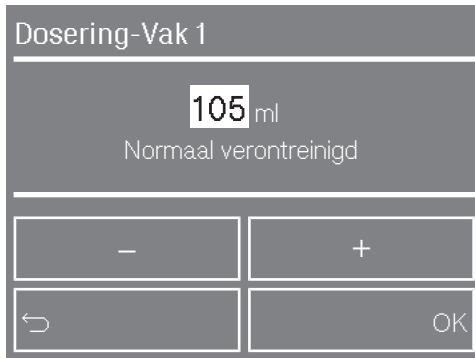 Dosering-Vak 1
105 ml
Normaal verontreinigd
– +
OK